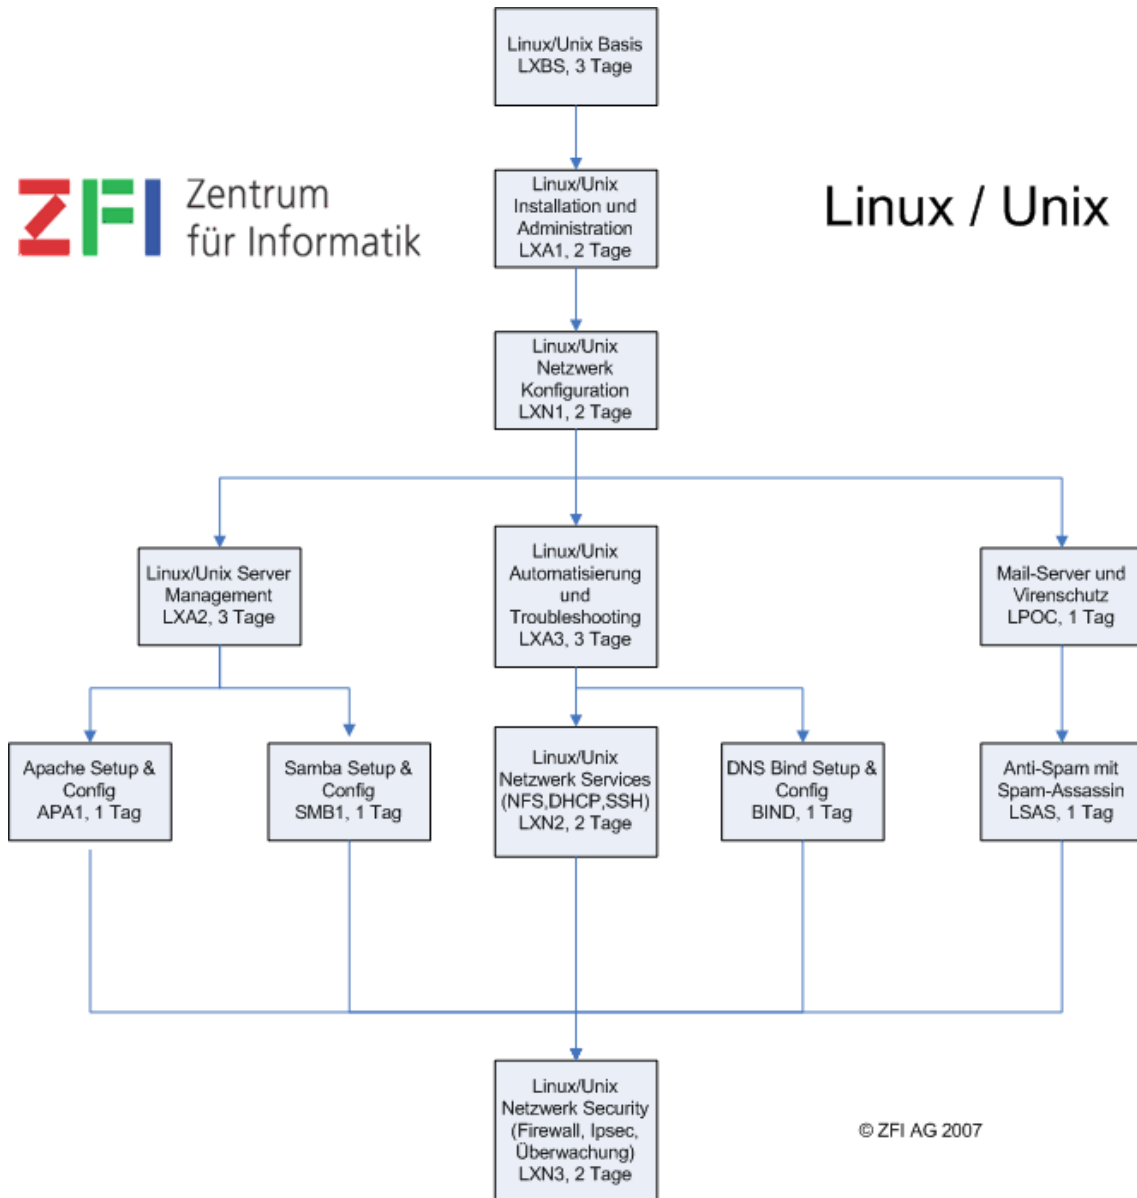 Linux/Unix Basis
LXBS, 3 Tage
ZFI
Zentrum
für Informatik
Linux/Unix
Installation und
Administration
LXA1, 2 Tage
Linux / Unix
Linux/Unix
Netzwerk
Konfiguration
LXN1, 2 Tage
Linux/Unix Server
Management
LXA2, 3 Tage
Linux/Unix
Automatisierung
und
Troubleshooting
LXA3, 3 Tage
Mail-Server und
Virenschutz
LPOC, 1 Tag
Apache Setup &
Config
APA1, 1 Tag
Samba Setup &
Config
SMB1, 1 Tag
Linux/Unix
Netzwerk Services
(NFS,DHCP,SSH)
LXN2, 2 Tage
DNS Bind Setup &
Config
BIND, 1 Tag
Anti-Spam mit
Spam-Assassin
LSAS, 1 Tag
Linux/Unix
Netzwerk Security
(Firewall, Ipsec,
Überwachung)
LXN3, 2 Tage
© ZFI AG 2007